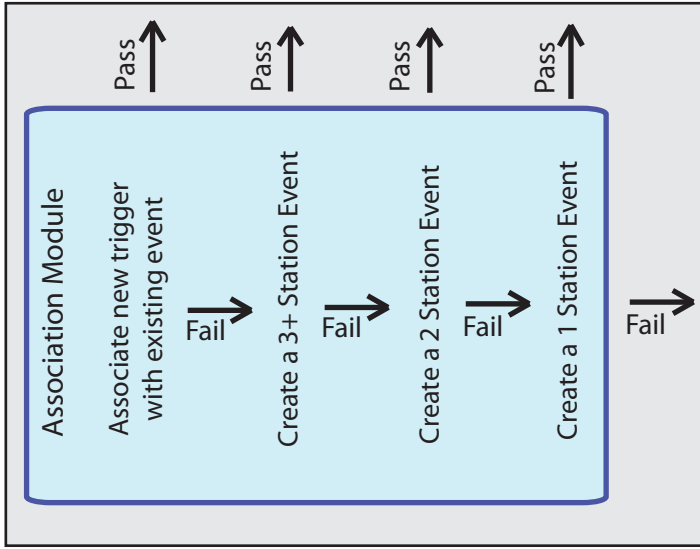 Association Module
Associate new trigger
with existing event
Pass
Fail
Create a 3+ Station Event
Pass
Fail
Create a 2 Station Event
Pass
Fail
Create a 1 Station Event
Pass
Fail